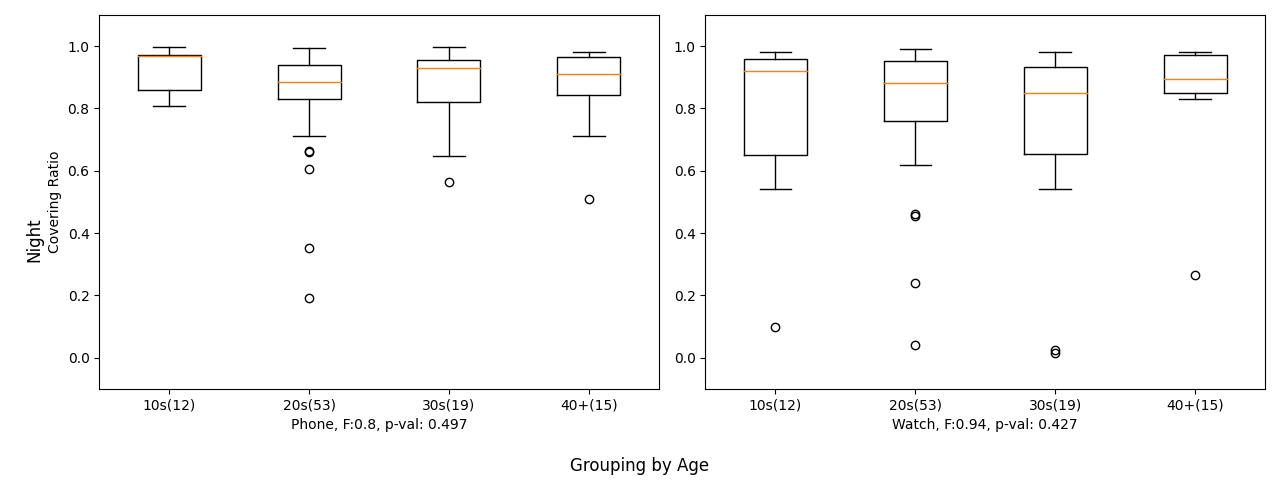 Night
Covering Ratio
1.0
0.8
0.6
0.4
0.2
0.0
10s(12) 20s(53) 30s(19) 40+(15)
Phone, F:0.8, p-val: 0.497
1.0
0.8
0.6
0.4
0.2
0.0
10s(12) 20s(53) 30s(19) 40+(15)
Watch, F:0.94, p-val: 0.427
Grouping by Age